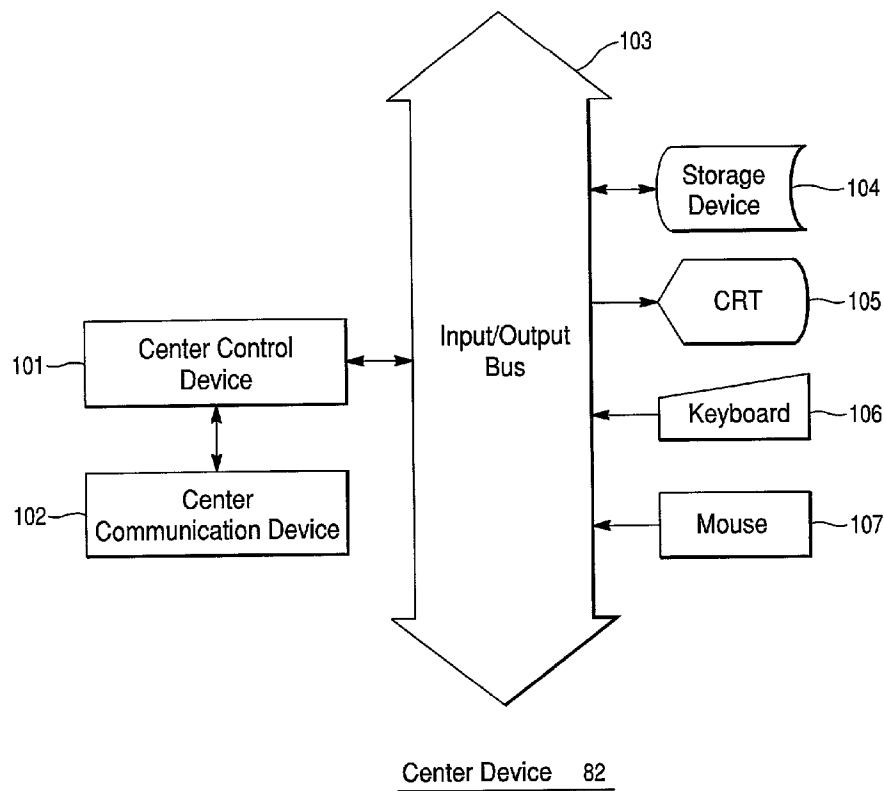 103
Storage
Device
104
CRT
105
Input/Output
Bus
101
Center Control
Device
Keyboard
106
102
Center
Communication Device
Mouse
107
Center Device 82